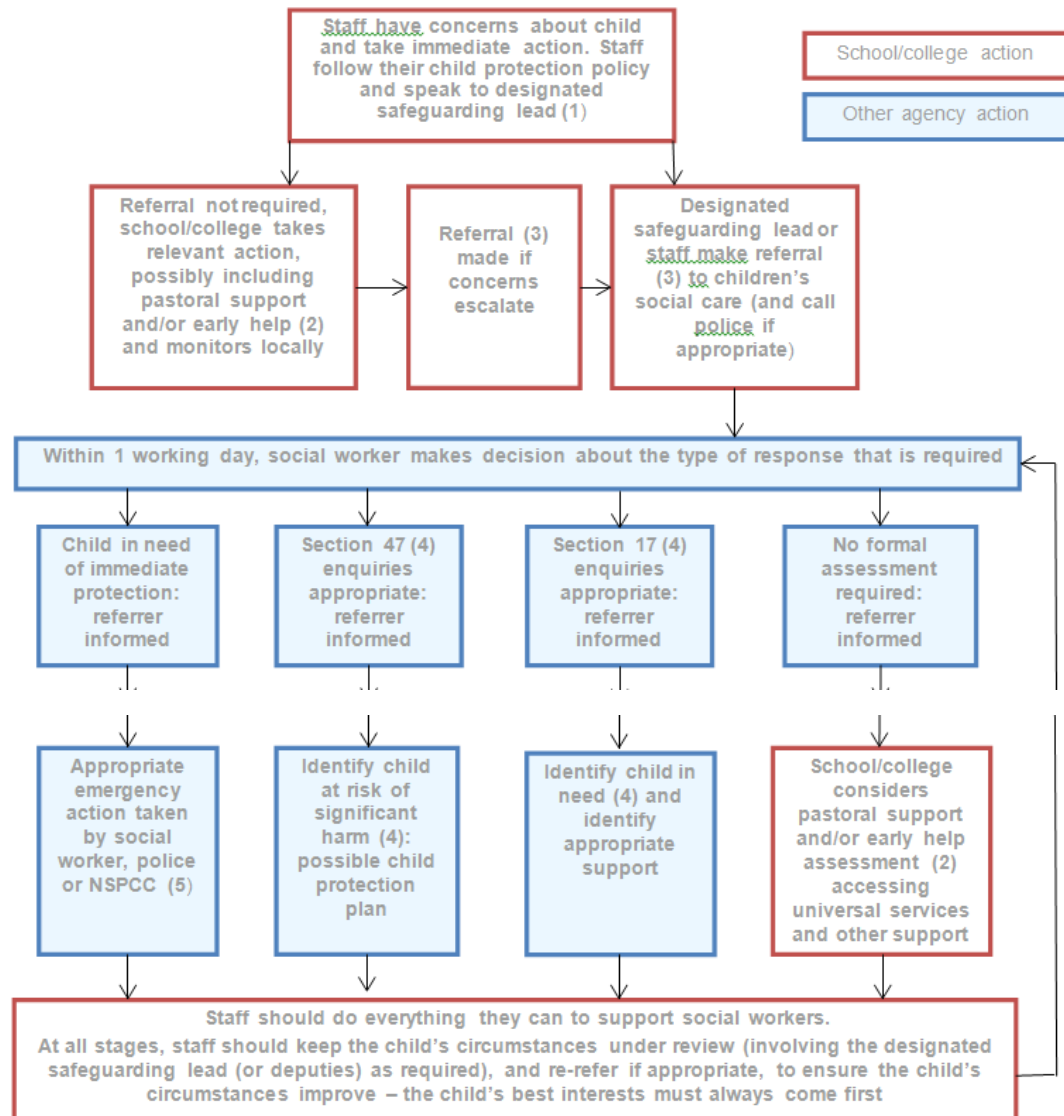 Staff have concerns about child
and take immediate action. Staff
follow their child protection policy
and speak to designated
safeguarding lead (1)
School/college action
Other agency action
Referral not required,
school/college takes
relevant action,
possibly including
pastoral support
and/or early help (2)
and monitors locally
Referral (3)
made if
concerns
escalate
Designated
safeguarding lead or
staff make referral
(3) to children’s
social care (and call
police if
appropriate)
Within 1 working day, social worker makes decision about the type of response that is required
Child in need
of immediate
protection:
referrer
informed
Section 47 (4)
enquiries
appropriate:
referrer
informed
Section 17 (4)
enquiries
appropriate:
referrer
informed
No formal
assessment
required:
referrer
informed
Appropriate
emergency
action taken
by social
worker, police
or NSPCC (5)
Identify child
at risk of
significant
harm (4):
possible child
protection
plan
Identify child in
need (4) and
identify
appropriate
support
School/college
considers
pastoral support
and/or early help
assessment (2)
accessing
universal services
and other support
Staff should do everything they can to support social workers.
At all stages, staff should keep the child’s circumstances under review (involving the designated
safeguarding lead (or deputies) as required), and re-refer if appropriate, to ensure the child’s
circumstances improve – the child’s best interests must always come first